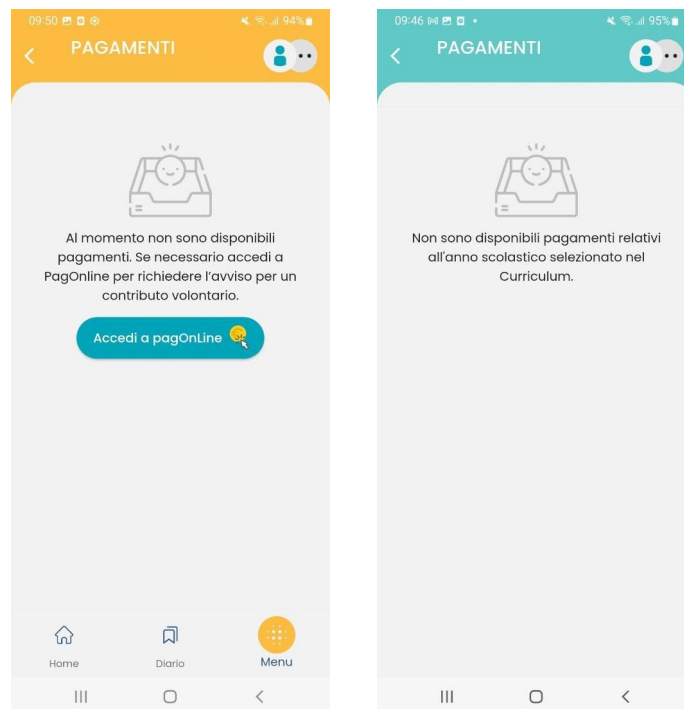 09:50
94%
PAGAMENTI
Al momento non sono disponibili
pagamenti. Se necessario accedi a
PagOnline per richiedere l'avviso per un
contributo volontario.
Accedi a pagOnLine
Home
Diario
Menu
09:46
95%
PAGAMENTI
Non sono disponibili pagamenti relativi
all'anno scolastico selezionato nel
Curriculum.